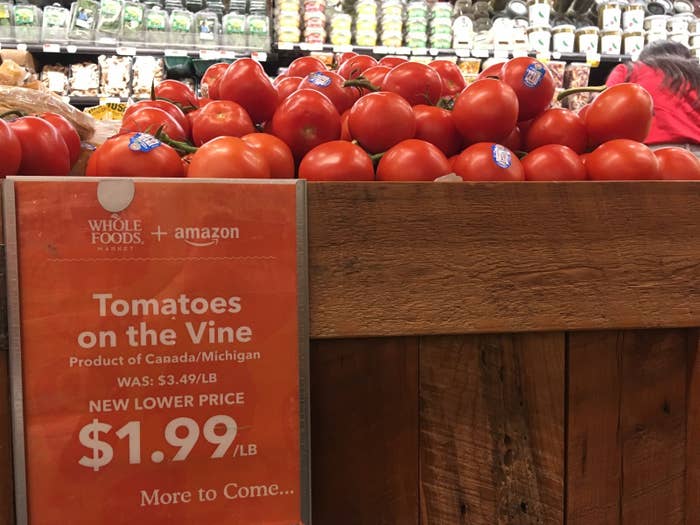 WHOLE
FOODS
MARKET
+ amazon
Tomatoes
on the Vine
Product of Canada/Michigan
WAS: $3.49/LB
NEW LOWER PRICE
$1.99/LB
More to Come...